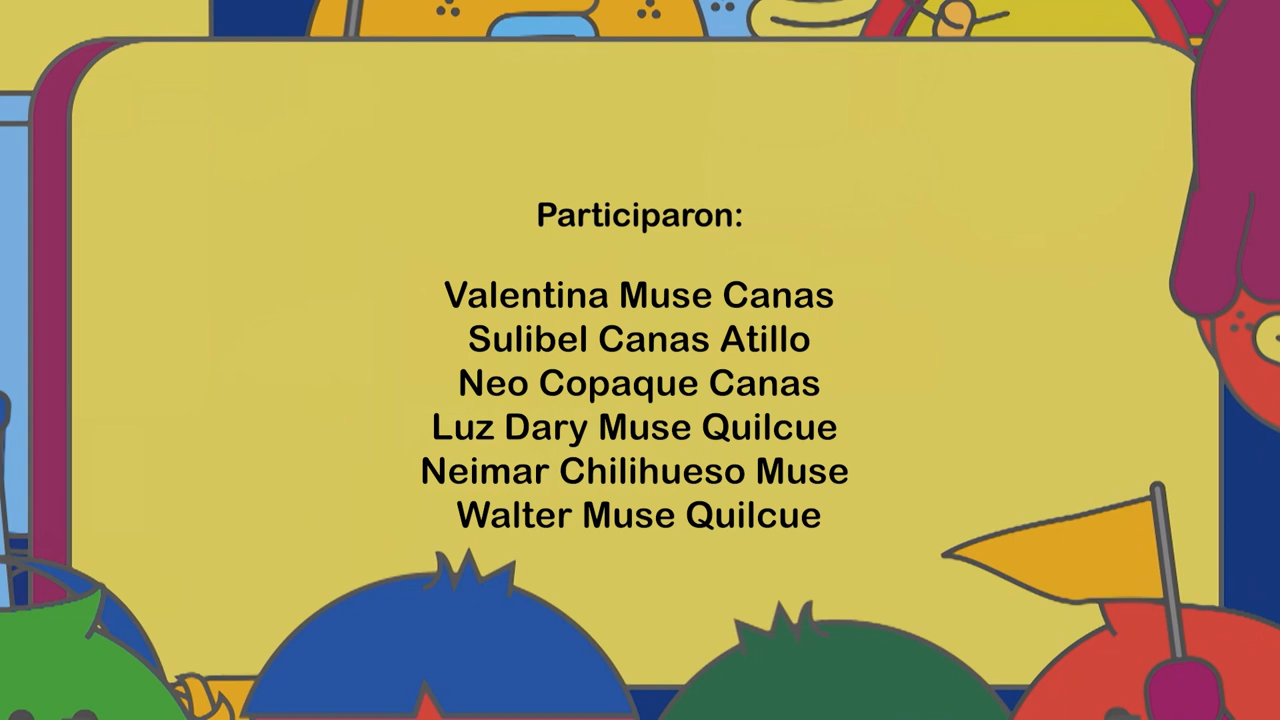 Participaron:
Valentina Muse Canas
Sulibel Canas Atillo
Neo Copaque Canas
Luz Dary Muse Quilcue
Neimar Chilihueso Muse
Walter Muse Quilcue